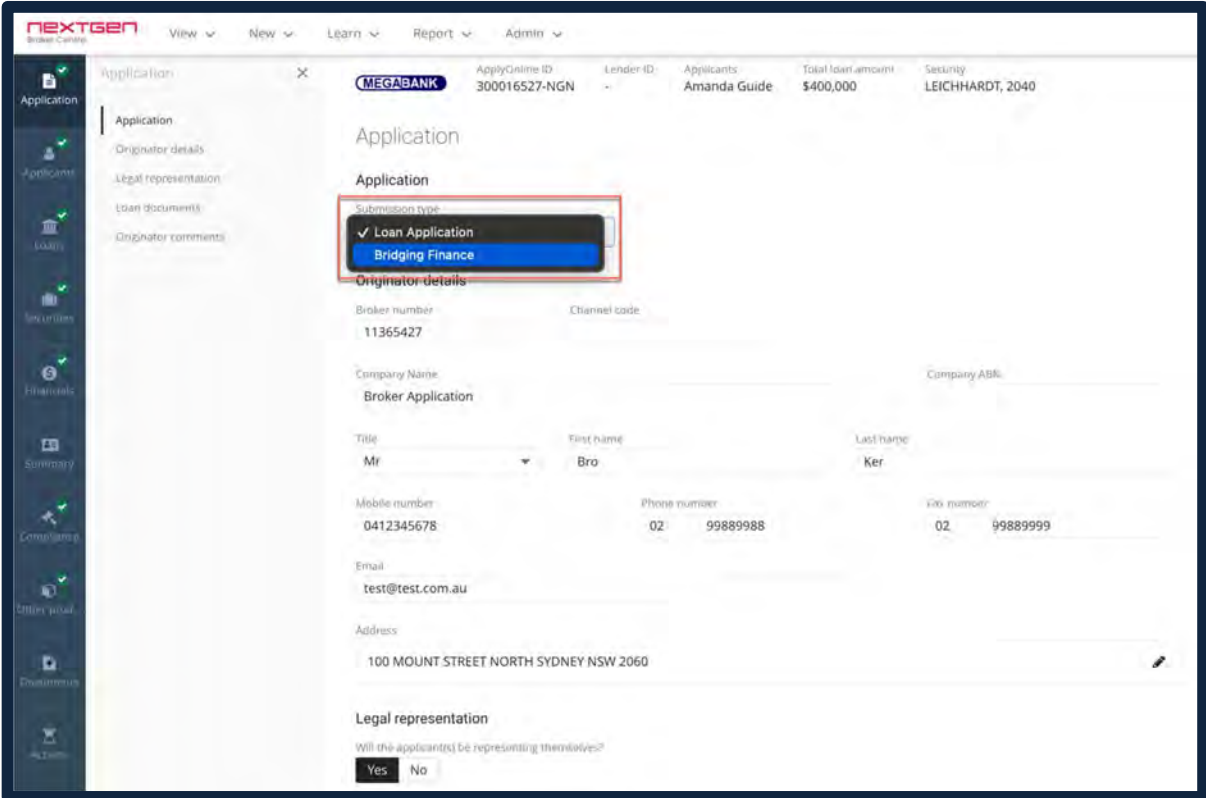 nextgen
Broker Centre
View New Learn Report Admin
Application
Applicants
Loans
Securities
Financials
Summary
Compliance
Documents
Application
Application
Originator details
Legal representation
Loan documents
Originator comments
MEGABANK
ApplyOnline ID Lender ID Applicants Total loan amount Security
300016527-NGN - Amanda Guide $400,000 LEICHHARDT, 2040
Application
Application
Submission type
✓ Loan Application
Bridging Finance
Originator details
Broker number Channel code
11365427
Company Name Company ABN
Broker Application
Title First name Last name
Mr Bro Ker
Mobile number Phone number Fax number
0412345678 02 99889988 02 99889999
Email
test@test.com.au
Address
100 MOUNT STREET NORTH SYDNEY NSW 2060
Legal representation
Will the applicant(s) be representing themselves?
Yes No